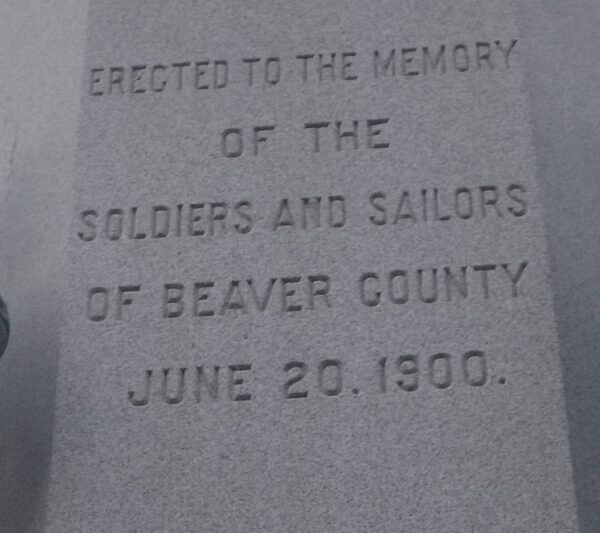 ERECTED TO THE MEMORY
OF THE
SOLDIERS AND SAILORS
OF BEAVER COUNTY
JUNE 20. 1900.